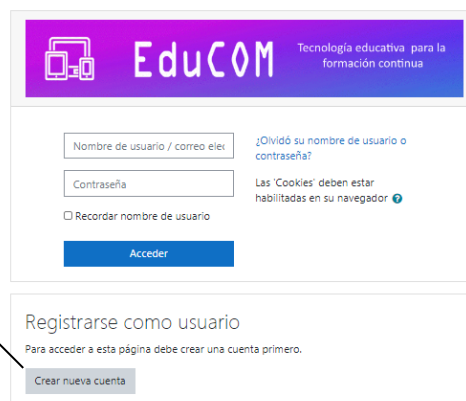 EduCOM
Tecnología educativa para la
formación continua
Nombre de usuario / correo elec
¿Olvidó su nombre de usuario o
contraseña?
Contraseña
Las 'Cookies' deben estar
habilitadas en su navegador
Recordar nombre de usuario
Acceder
Registrarse como usuario
Para acceder a esta página debe crear una cuenta primero.
Crear nueva cuenta